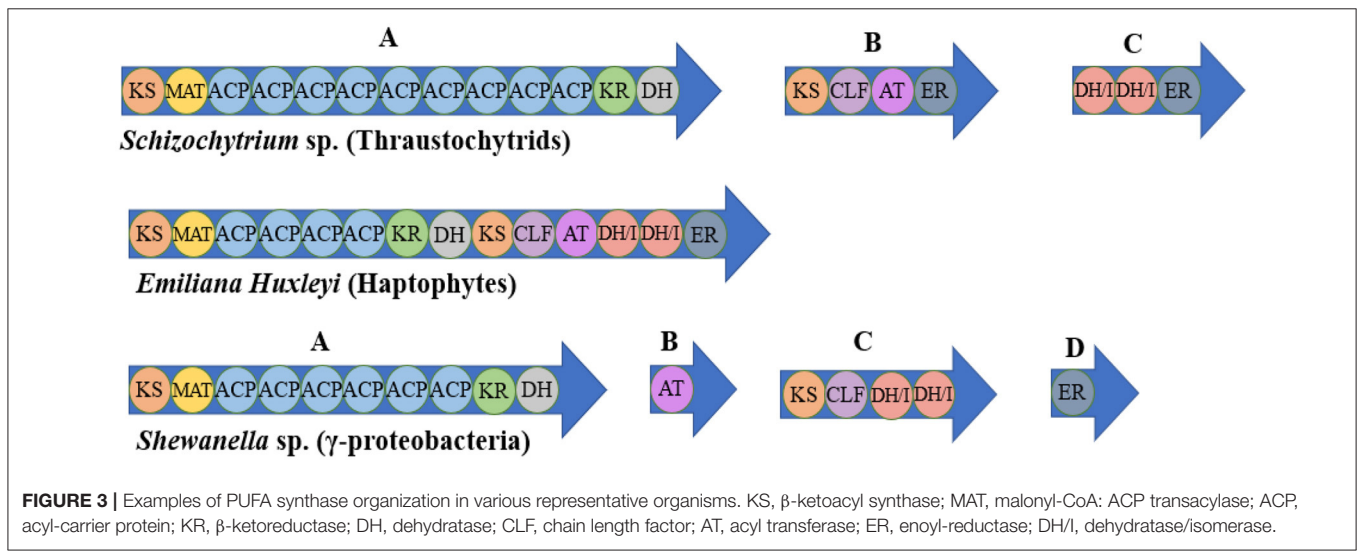 A B C
KS MAT ACP ACP ACP ACP ACP ACP ACP ACP ACP KR DH KS CLF AT ER DH/I DH/I ER
Schizochytrium sp. (Thraustochytrids)
KS MAT ACP ACP ACP ACP KR DH KS CLF AT DH/I DH/I ER
Emiliana Huxleyi (Haptophytes)
A B C D
KS MAT ACP ACP ACP ACP ACP ACP KR DH AT KS CLF DH/I DH/I ER
Shewanella sp. (γ-proteobacteria)
FIGURE 3 | Examples of PUFA synthase organization in various representative organisms. KS, β-ketoacyl synthase; MAT, malonyl-CoA: ACP transacylase; ACP,
acyl-carrier protein; KR, β-ketoreductase; DH, dehydratase; CLF, chain length factor; AT, acyl transferase; ER, enoyl-reductase; DH/I, dehydratase/isomerase.